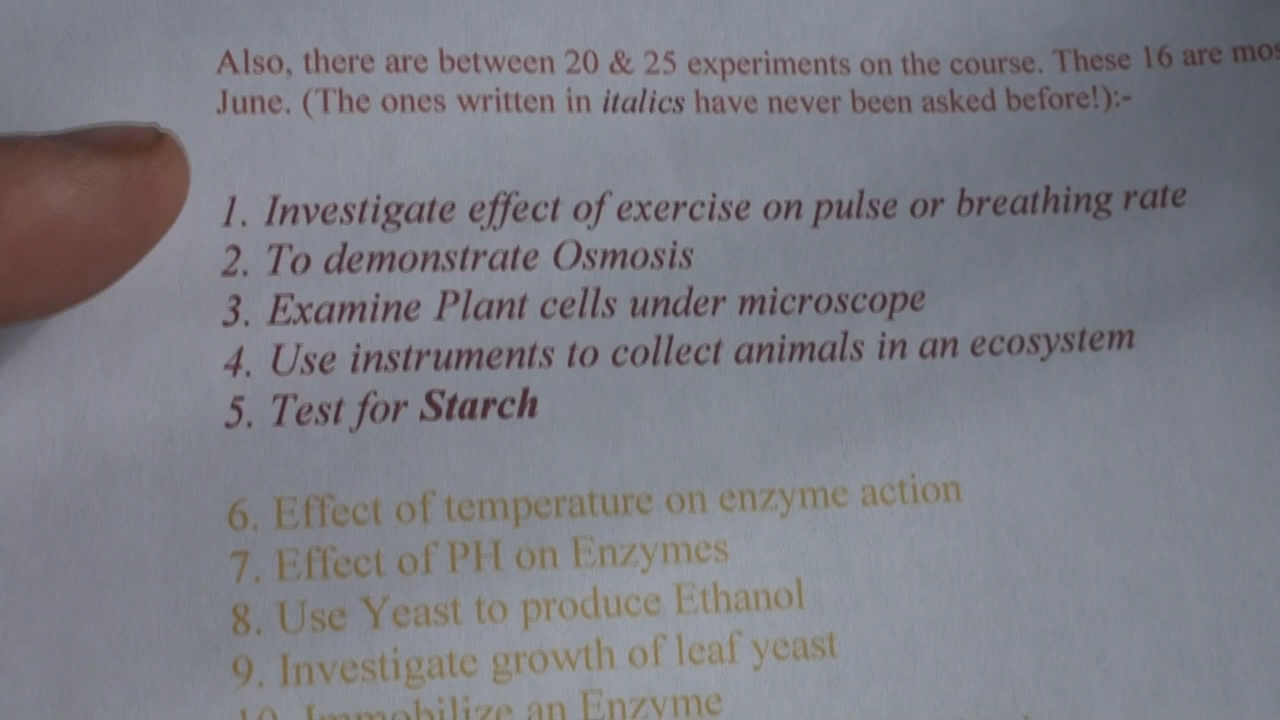 Also, there are between 20 & 25 experiments on the course. These 16 are
June. (The ones written in italics have never been asked before!):-
1. Investigate effect of exercise on pulse or breathing rate
2. To demonstrate Osmosis
3. Examine Plant cells under microscope
4. Use instruments to collect animals in an ecosystem
5. Test for Starch
6. Effect of temperature on enzyme action
7. Effect of PH on Enzymes
8. Use Yeast to produce Ethanol
9. Investigate growth of leaf yeast
10. Immobilize an Enzyme